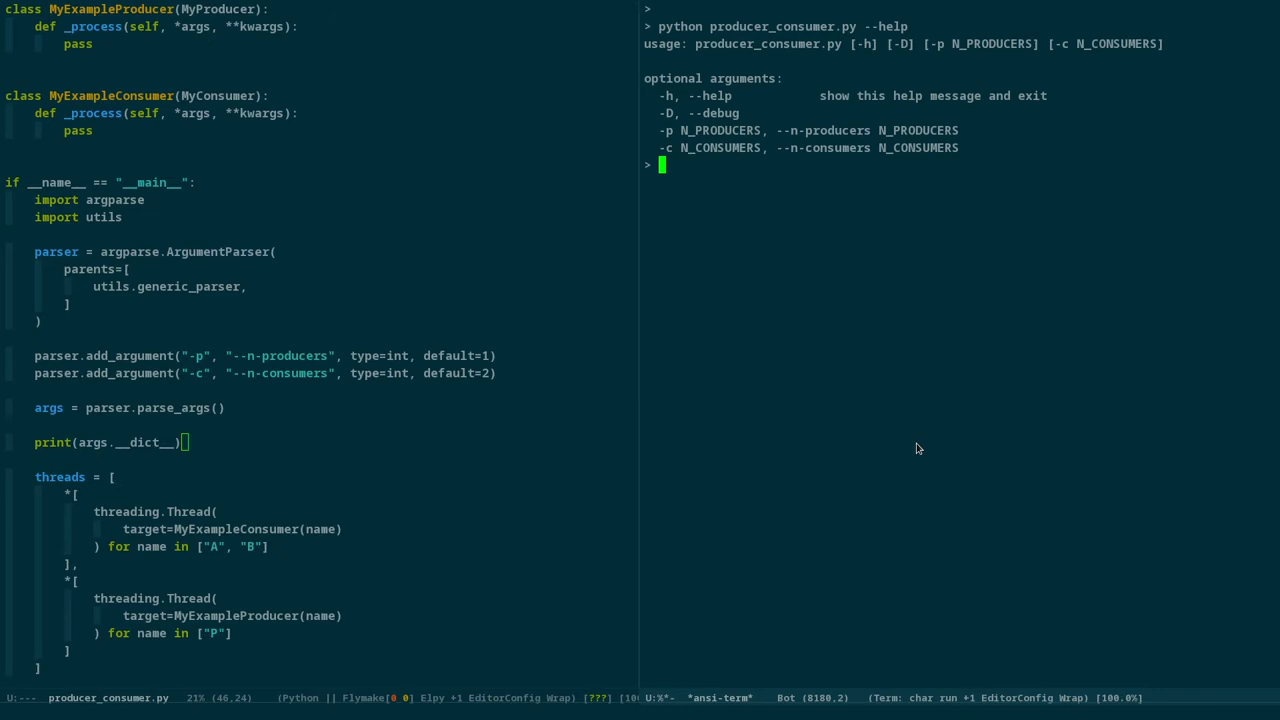 class MyExampleProducer(MyProducer):
    def _process(self, *args, **kwargs):
        pass
class MyExampleConsumer(MyConsumer):
    def _process(self, *args, **kwargs):
        pass
if __name__ == "__main__":
    import argparse
    import utils
    parser = argparse.ArgumentParser(
        parents=[
            utils.generic_parser,
        ]
    )
    parser.add_argument("-p", "--n-producers", type=int, default=1)
    parser.add_argument("-c", "--n-consumers", type=int, default=2)
    args = parser.parse_args()
    print(args.__dict__)
    threads = [
        *[
            threading.Thread(
                target=MyExampleConsumer(name)
            ) for name in ["A", "B"]
        ],
        *[
            threading.Thread(
                target=MyExampleProducer(name)
            ) for name in ["P"]
        ]
    ]
U:---  producer_consumer.py   21% (46,24)    (Python || Flymake[0 0] Elpy +1 EditorConfig Wrap) [???] [10
>
> python producer_consumer.py --help
usage: producer_consumer.py [-h] [-D] [-p N_PRODUCERS] [-c N_CONSUMERS]
optional arguments:
  -h, --help            show this help message and exit
  -D, --debug
  -p N_PRODUCERS, --n-producers N_PRODUCERS
  -c N_CONSUMERS, --n-consumers N_CONSUMERS
>
U:%*-  *ansi-term*   Bot (8180,2)   (Term: char run +1 EditorConfig Wrap) [100.0%]